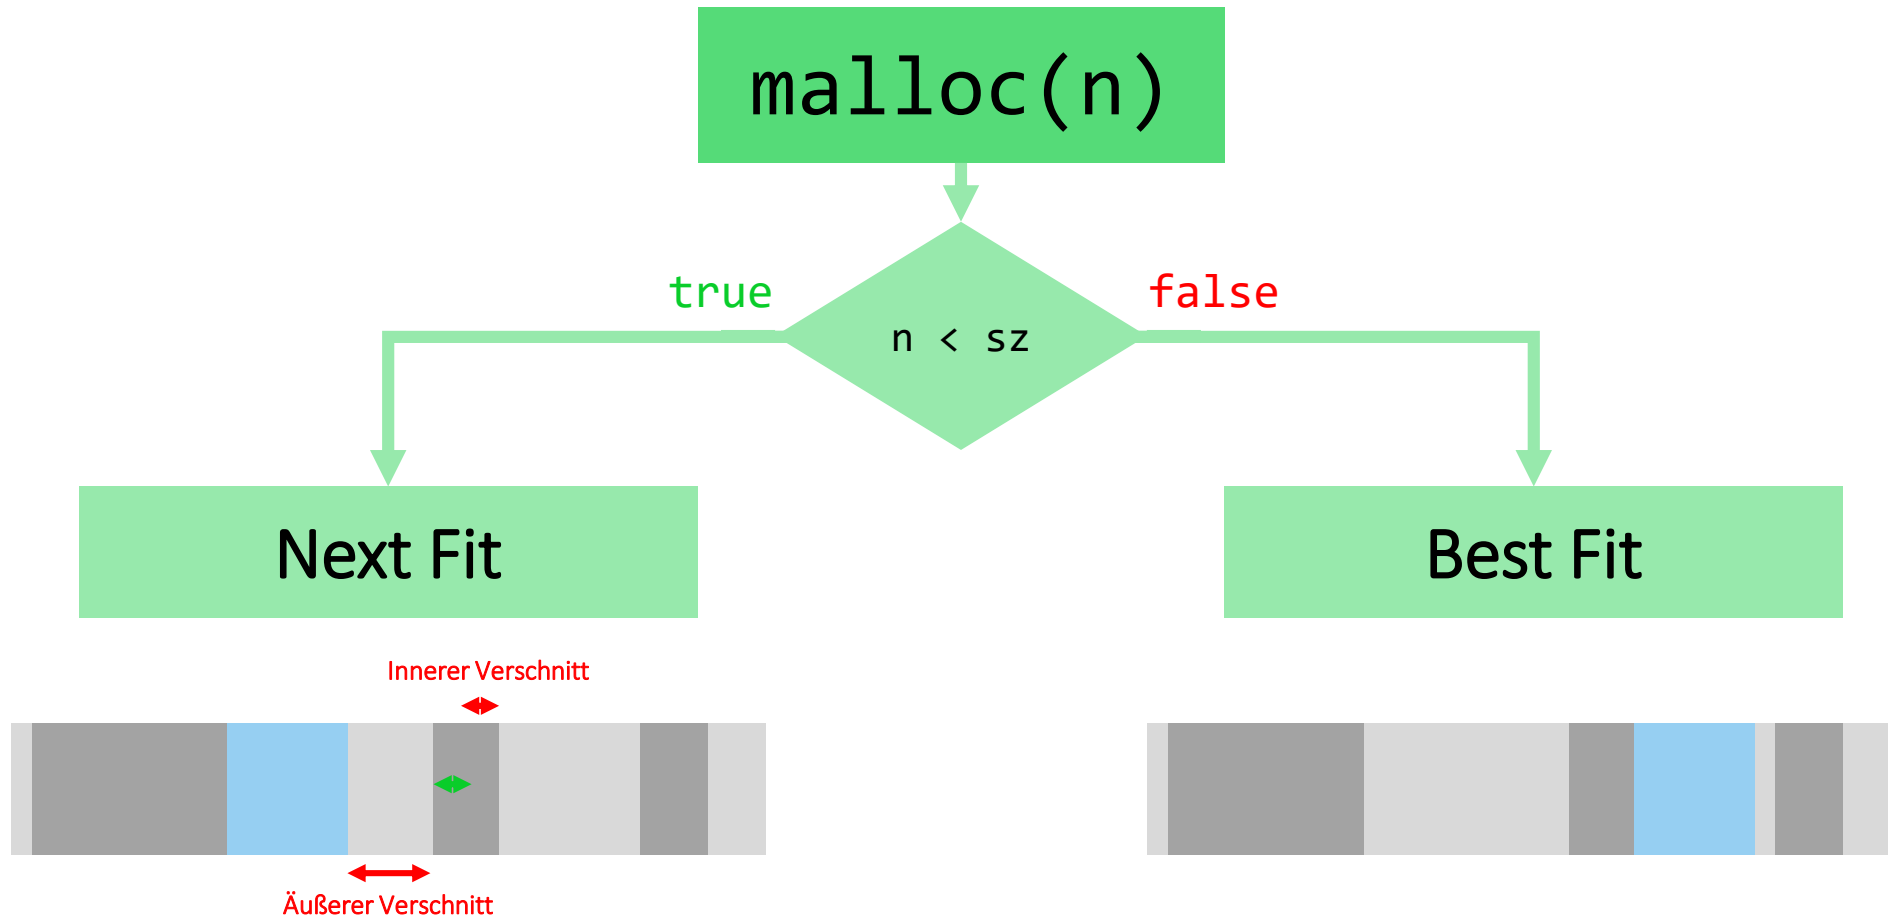 malloc(n)
true
false
n < sz
Next Fit
Best Fit
Innerer Verschnitt
Äußerer Verschnitt